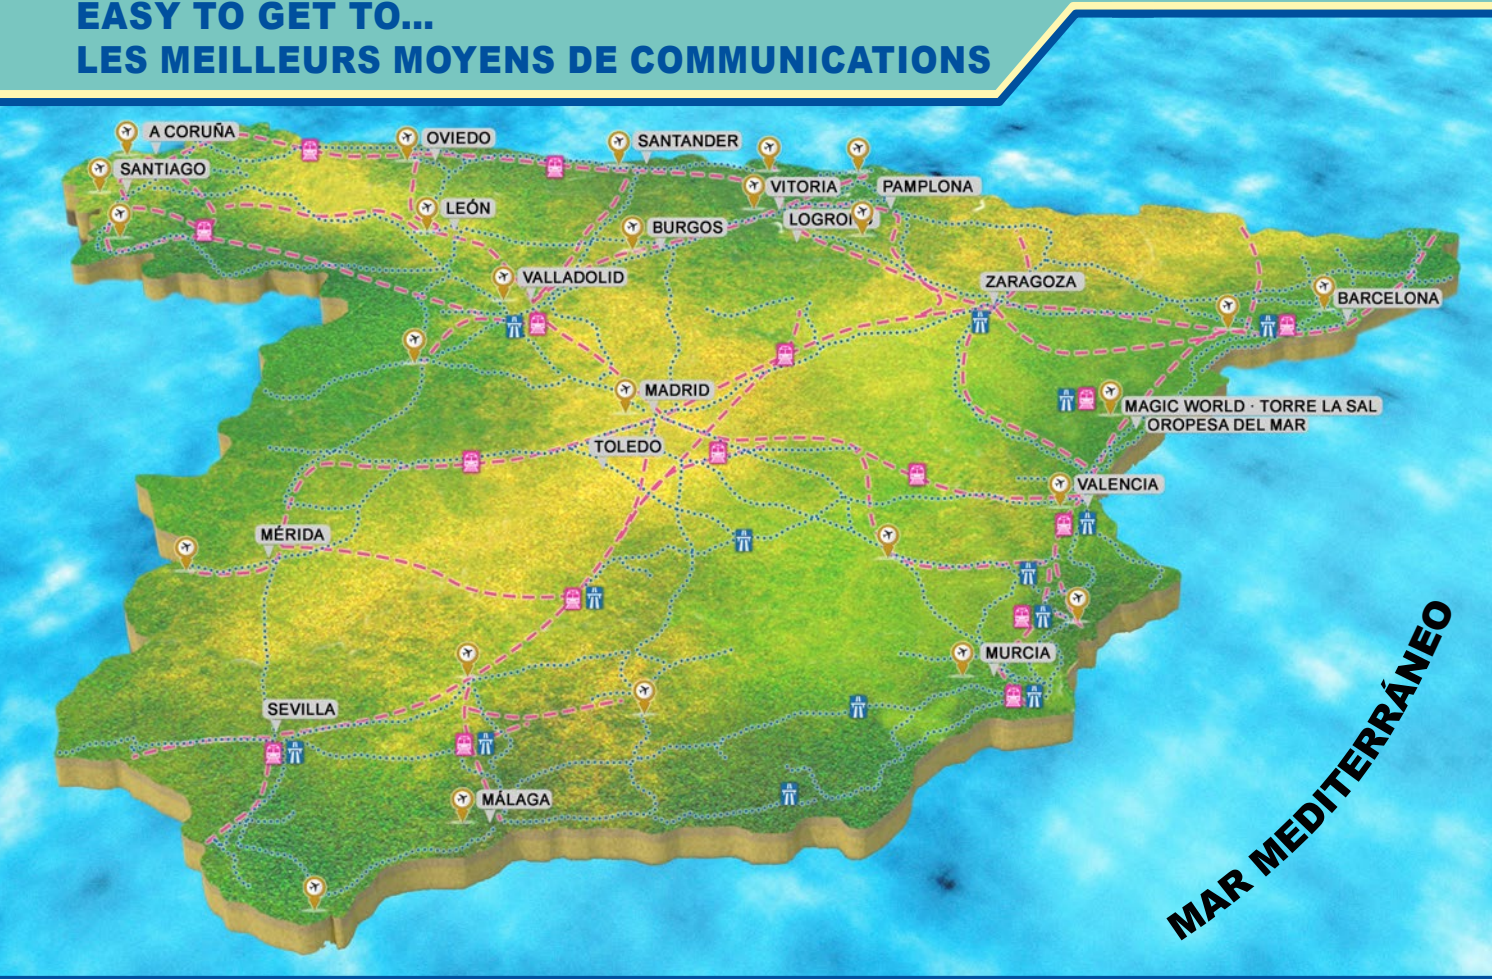 EASY TO GET TO...
LES MEILLEURS MOYENS DE COMMUNICATIONS
A CORUÑA
OVIEDO
SANTANDER
SANTIAGO
VITORIA
PAMPLONA
LEÓN
LOGRO
BURGOS
VALLADOLID
ZARAGOZA
BARCELONA
MADRID
MAGIC WORLD · TORRE LA SAL
OROPESA DEL MAR
TOLEDO
VALENCIA
MÉRIDA
MURCIA
SEVILLA
MÁLAGA
MAR MEDITERRÁNEO